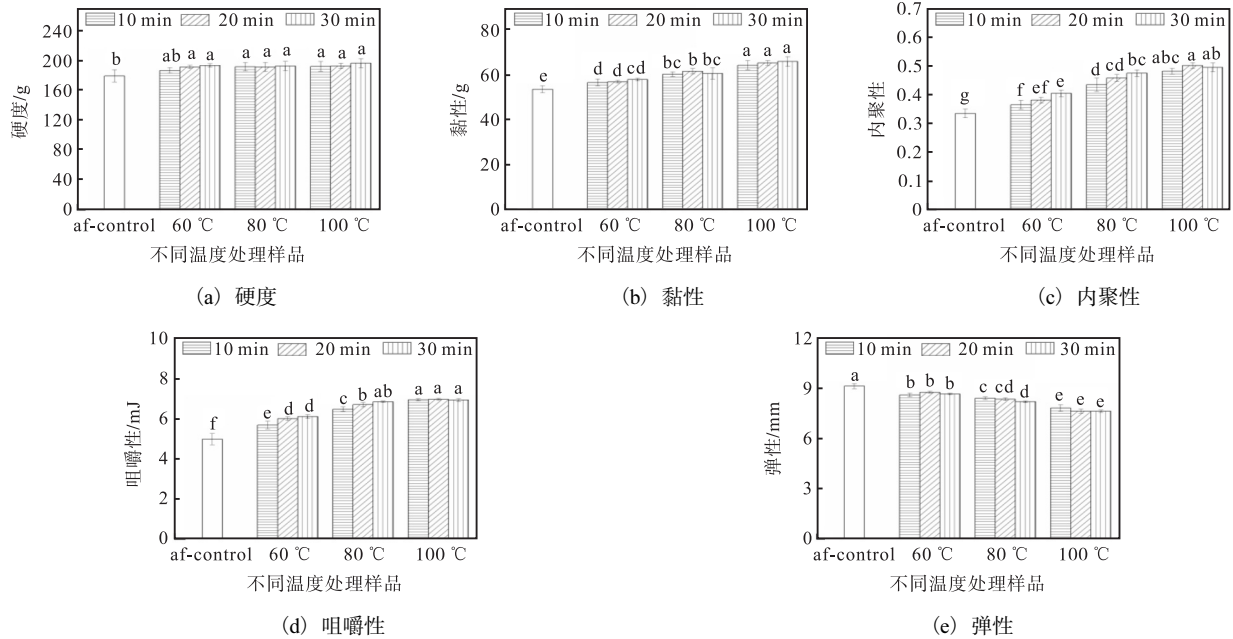 10 min 20 min 30 min
硬度/g
240
200
160
120
80
40
0
b ab a a a a a a a a
af-control 60 ℃ 80 ℃ 100 ℃
不同温度处理样品
(a) 硬度
10 min 20 min 30 min
黏性/g
80
60
40
20
0
e d d cd bc b bc a a a
af-control 60 ℃ 80 ℃ 100 ℃
不同温度处理样品
(b) 黏性
10 min 20 min 30 min
内聚性
0.7
0.6
0.5
0.4
0.3
0.2
0.1
0
g f ef e d cd bc abc a ab
af-control 60 ℃ 80 ℃ 100 ℃
不同温度处理样品
(c) 内聚性
10 min 20 min 30 min
咀嚼性/mJ
10
8
6
4
2
0
f e d d c b ab a a a
af-control 60 ℃ 80 ℃ 100 ℃
不同温度处理样品
(d) 咀嚼性
10 min 20 min 30 min
弹性/mm
12
9
6
3
0
a b b b c cd d e e e
af-control 60 ℃ 80 ℃ 100 ℃
不同温度处理样品
(e) 弹性